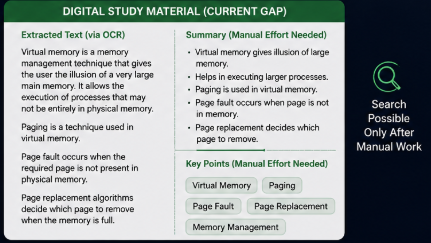 DIGITAL STUDY MATERIAL (CURRENT GAP)
Extracted Text (via OCR)
Virtual memory is a memory
management technique that gives
the user the illusion of a very large
main memory. It allows the
execution of processes that may
not be entirely in physical memory.
Paging is a technique used in
virtual memory.
Page fault occurs when the
required page is not present in
physical memory.
Page replacement algorithms
decide which page to remove
when the memory is full.
Summary (Manual Effort Needed)
• Virtual memory gives illusion of large
memory.
• Helps in executing larger processes.
• Paging is used in virtual memory.
• Page fault occurs when page is not
in memory.
• Page replacement decides which
page to remove.
Key Points (Manual Effort Needed)
Virtual Memory
Paging
Page Fault
Page Replacement
Memory Management
Search
Possible
Only After
Manual Work